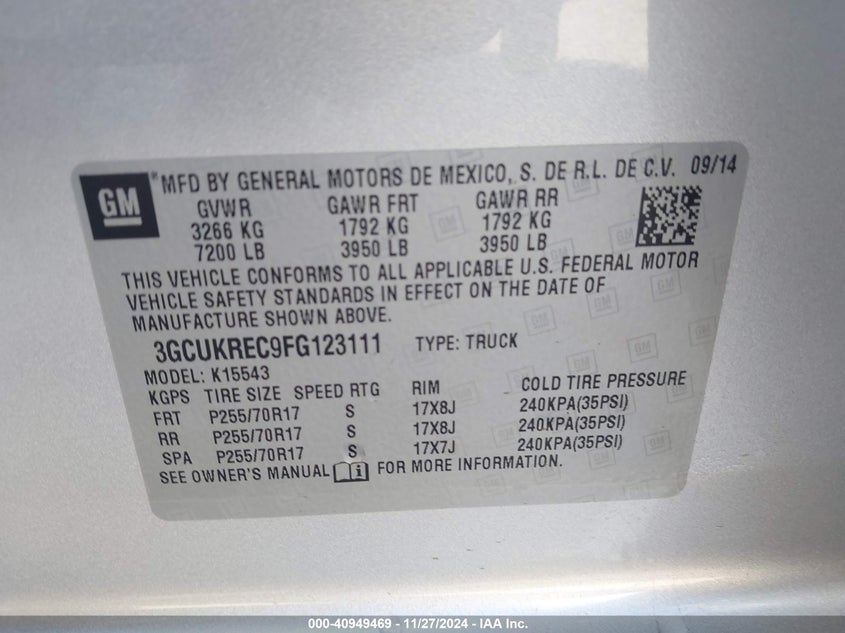 GM
MFD BY GENERAL MOTORS DE MEXICO, S. DE R.L. DE C.V. 09/14
GVWR GAWR FRT GAWR RR
3266 KG 1792 KG 1792 KG
7200 LB 3950 LB 3950 LB
THIS VEHICLE CONFORMS TO ALL APPLICABLE U.S. FEDERAL MOTOR
VEHICLE SAFETY STANDARDS IN EFFECT ON THE DATE OF
MANUFACTURE SHOWN ABOVE.
3GCUKREC9FG123111 TYPE: TRUCK
MODEL: K15543
KGPS TIRE SIZE SPEED RTG RIM COLD TIRE PRESSURE
FRT P255/70R17 S 17X8J 240KPA(35PSI)
RR P255/70R17 S 17X8J 240KPA(35PSI)
SPA P255/70R17 S 17X7J 240KPA(35PSI)
SEE OWNER'S MANUAL FOR MORE INFORMATION.
000-40949469 - 11/27/2024 - IAA Inc.